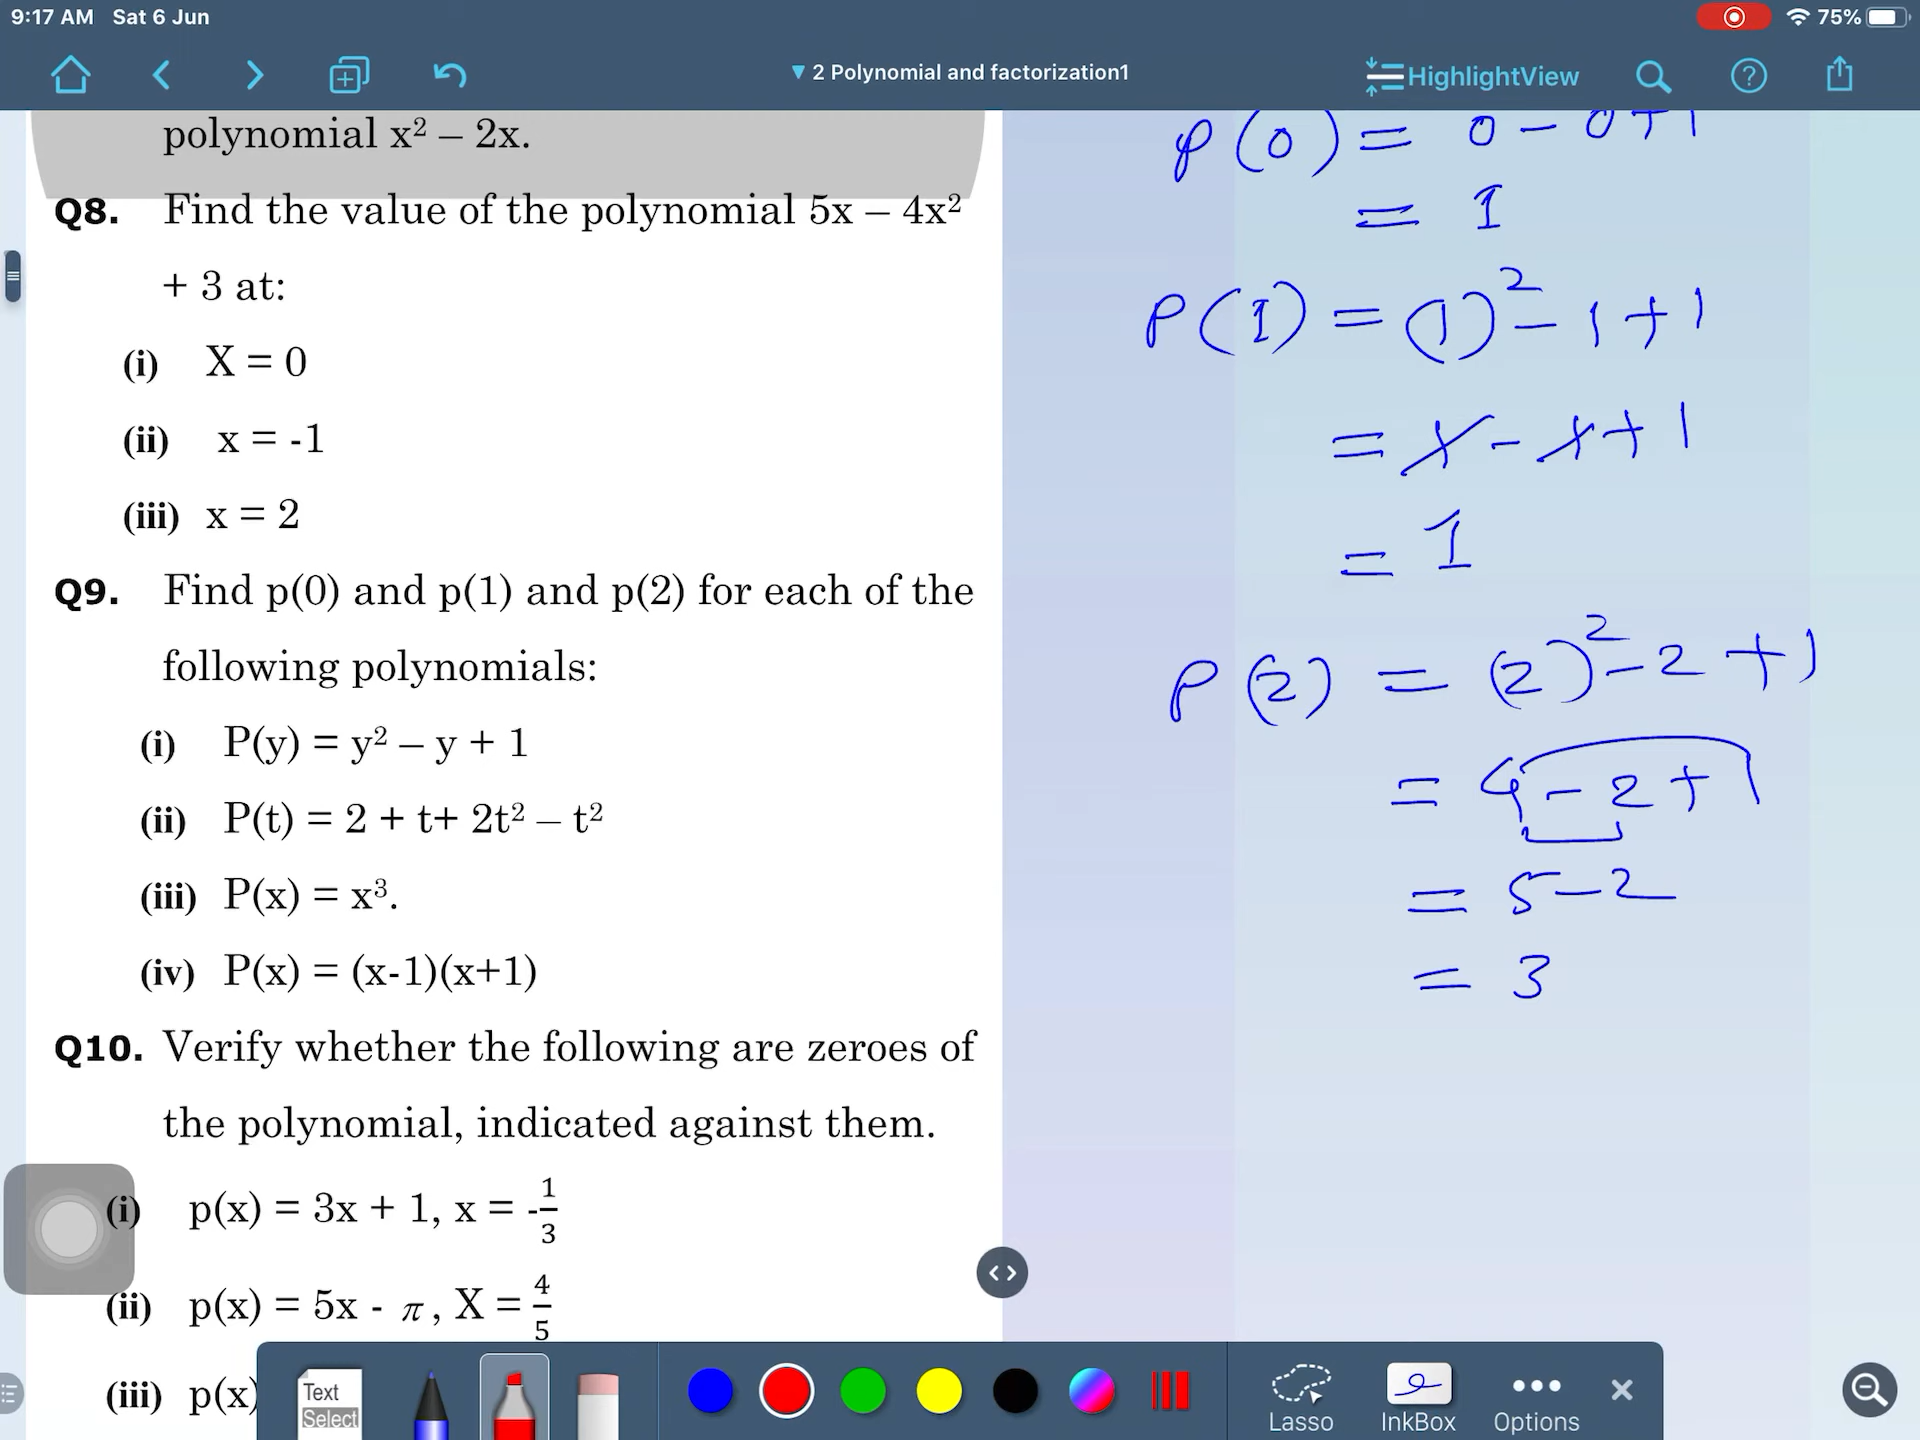 9:17 AM Sat 6 Jun
75%
2 Polynomial and factorization1
HighlightView
polynomial x² – 2x.
Q8. Find the value of the polynomial 5x – 4x²
+ 3 at:
(i) X = 0
(ii) x = -1
(iii) x = 2
Q9. Find p(0) and p(1) and p(2) for each of the
following polynomials:
(i) P(y) = y² – y + 1
(ii) P(t) = 2 + t+ 2t² – t²
(iii) P(x) = x³.
(iv) P(x) = (x-1)(x+1)
Q10. Verify whether the following are zeroes of
the polynomial, indicated against them.
(i) p(x) = 3x + 1, x = -1/3
(ii) p(x) = 5x - π, X = 4/5
(iii) p(x)
p(0) = 0 - 0 + 1
= 1
P(1) = (1)² - 1 + 1
= 1 - 1 + 1
= 1
P(2) = (2)² - 2 + 1
= 4 - 2 + 1
= 5 - 2
= 3
Text
Select
Lasso
InkBox
Options